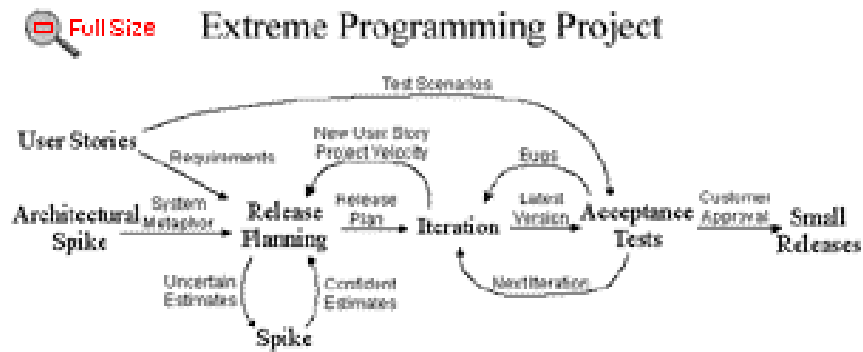 Full Size
Extreme Programming Project
Test Scenarios
User Stories
Requirements
New User Story
Project Velocity
Bugs
Architectural
Spike
System
Metaphor
Release
Planning
Release
Plan
Iteration
Latest
Version
Acceptance
Tests
Customer
Approval
Small
Releases
Uncertain
Estimates
Confident
Estimates
Next Iteration
Spike